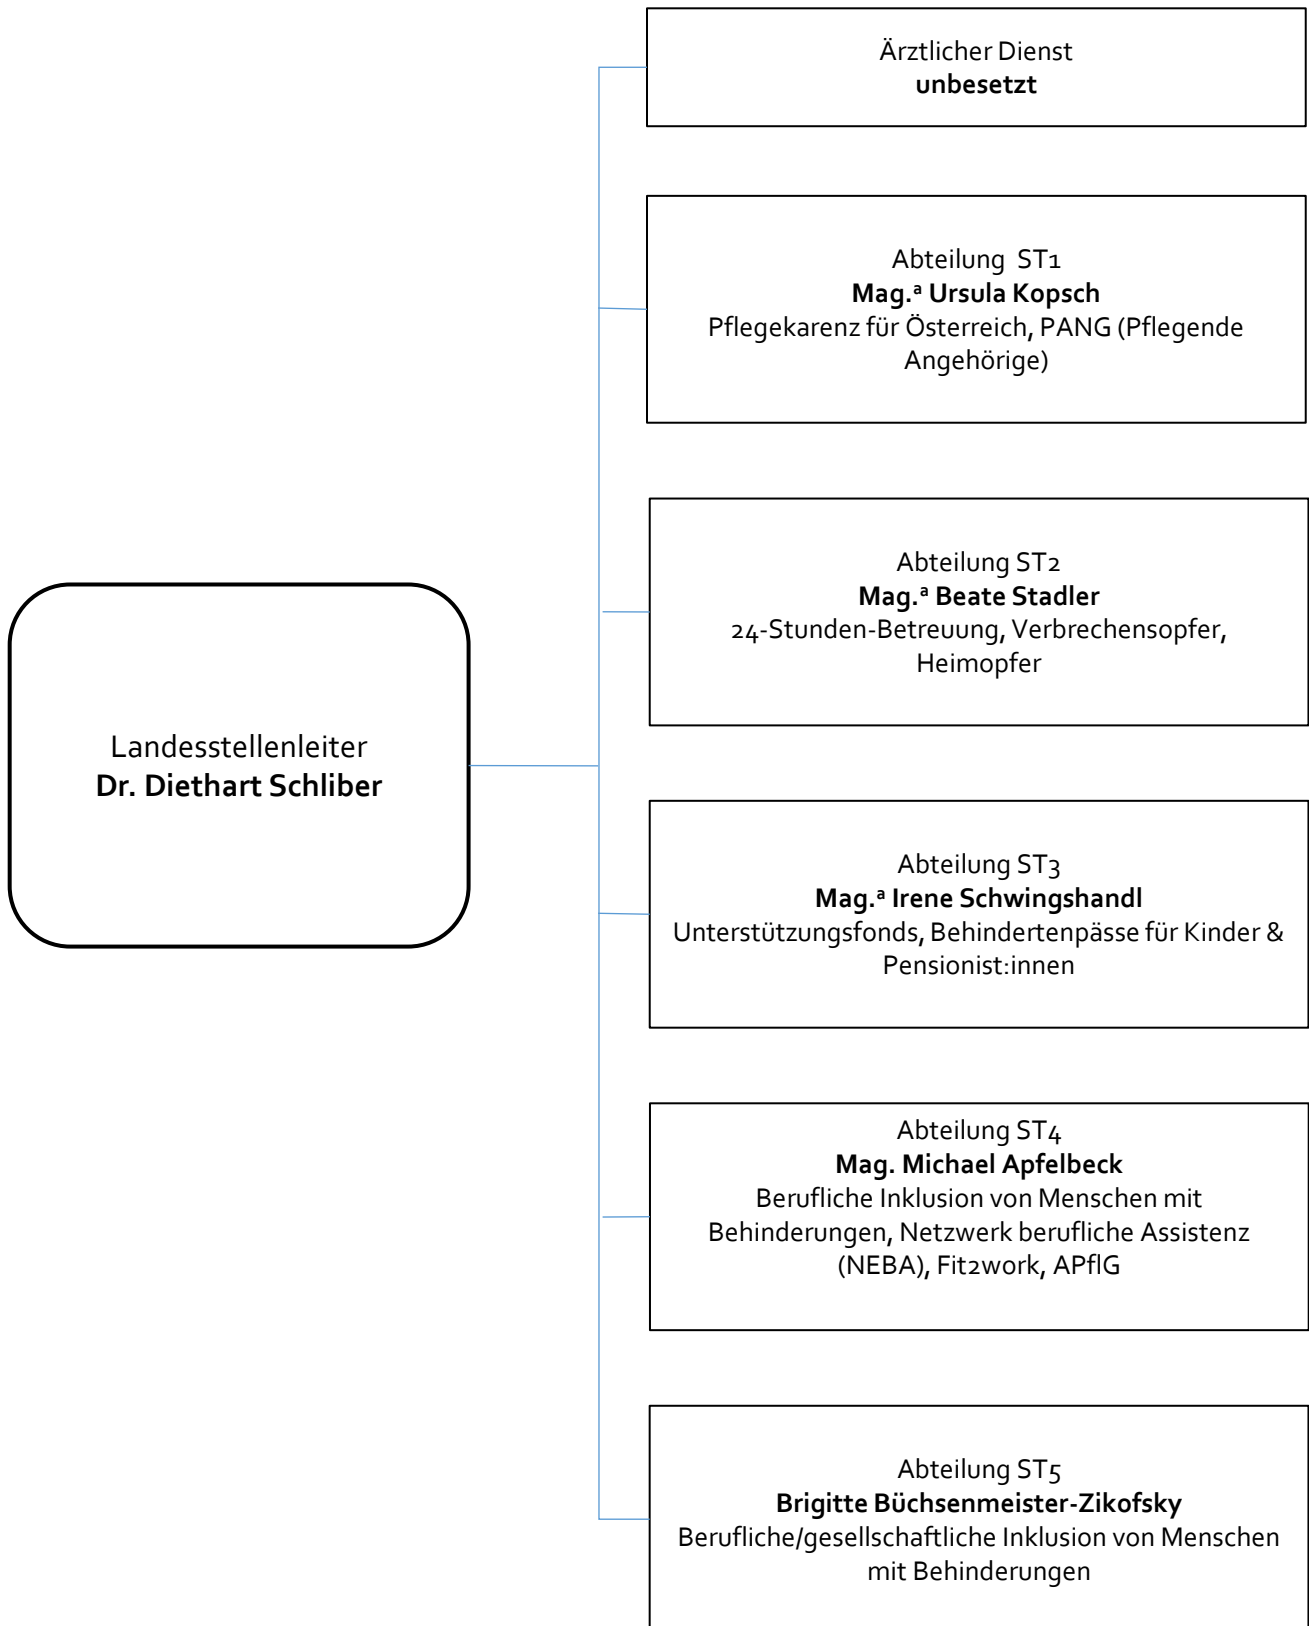 Ärztlicher Dienst
unbesetzt
Abteilung  ST1
Mag.ª Ursula Kopsch
Pflegekarenz für Österreich, PANG (Pflegende
Angehörige)
Abteilung ST2
Mag.ª Beate Stadler
24-Stunden-Betreuung, Verbrechensopfer,
Heimopfer
Landesstellenleiter
Dr. Diethart Schliber
Abteilung ST3
Mag.ª Irene Schwingshandl
Unterstützungsfonds, Behindertenpässe für Kinder &
Pensionist:innen
Abteilung ST4
Mag. Michael Apfelbeck
Berufliche Inklusion von Menschen mit
Behinderungen, Netzwerk berufliche Assistenz
(NEBA), Fit2work, APflG
Abteilung ST5
Brigitte Büchsenmeister-Zikofsky
Berufliche/gesellschaftliche Inklusion von Menschen
mit Behinderungen